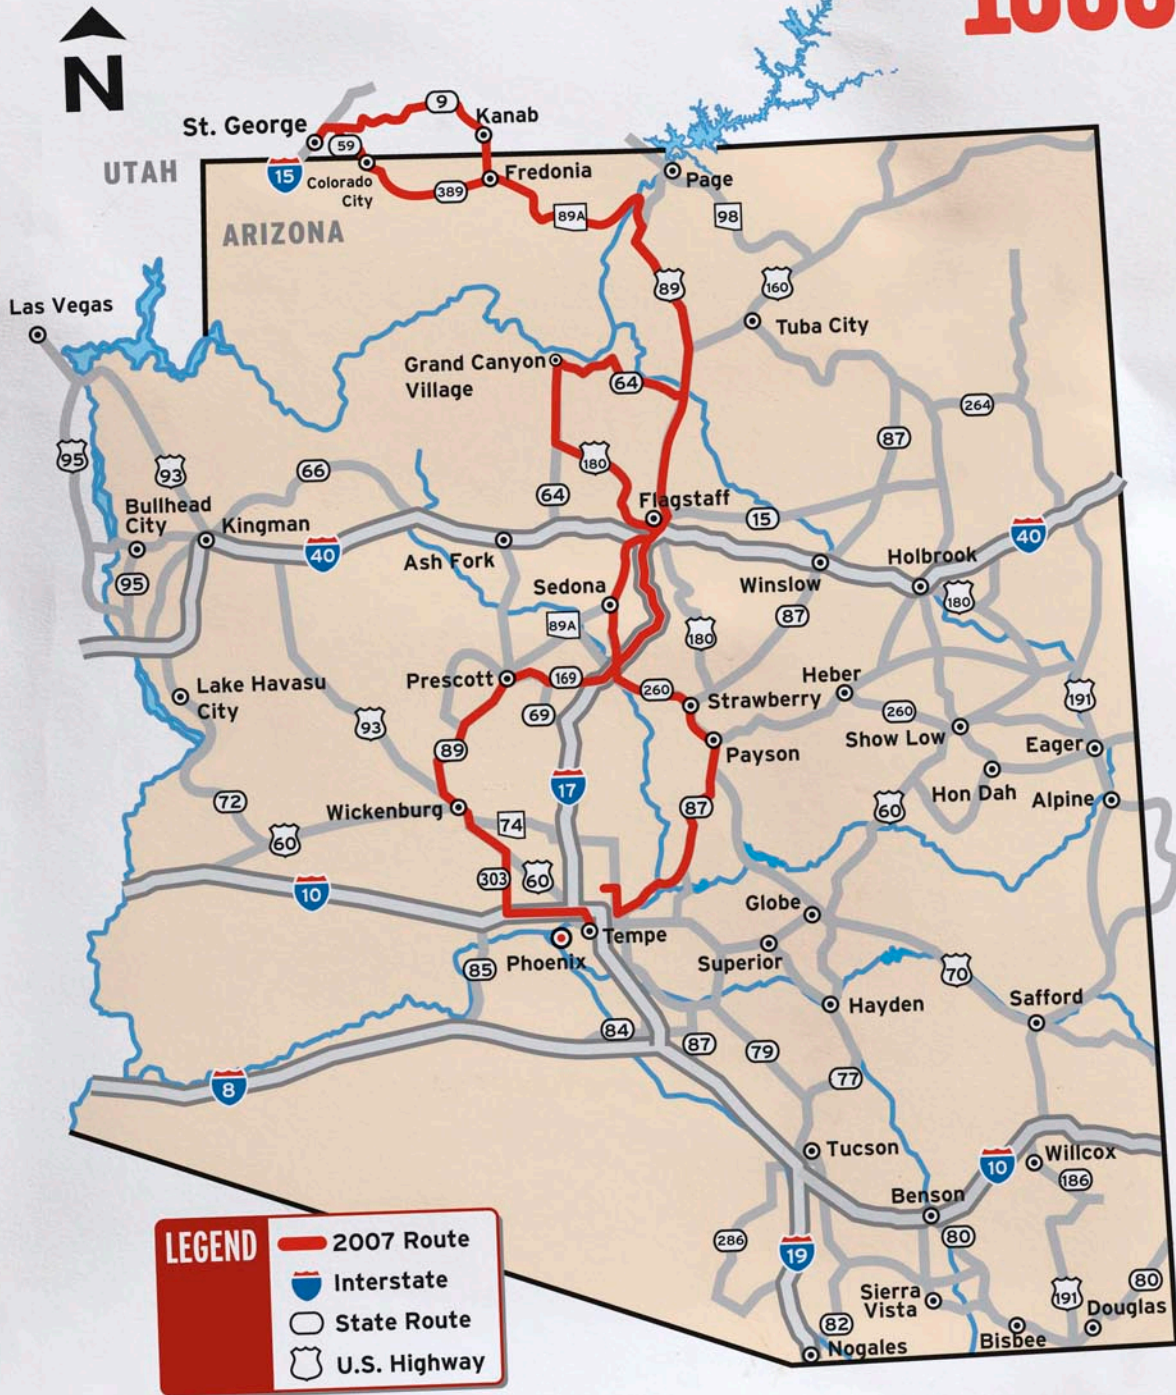 N
St. George
9
Kanab
59
UTAH
15
Colorado
City
389
Fredonia
Page
89A
98
ARIZONA
89
160
Las Vegas
Tuba City
Grand Canyon
Village
64
264
95
93
66
180
87
64
Flagstaff
15
Bullhead
City
Kingman
40
Ash Fork
40
Winslow
Holbrook
95
Sedona
180
89A
87
180
Prescott
169
260
Strawberry
Heber
191
Lake Havasu
City
93
69
260
Show Low
Eager
89
Payson
17
Hon Dah
Alpine
72
Wickenburg
74
87
60
60
303
60
10
Globe
Tempe
Phoenix
Superior
85
70
Hayden
Safford
84
87
79
77
8
Tucson
10
Willcox
186
Benson
286
19
80
Sierra
Vista
191
80
Douglas
82
Bisbee
Nogales
LEGEND
2007 Route
Interstate
State Route
U.S. Highway